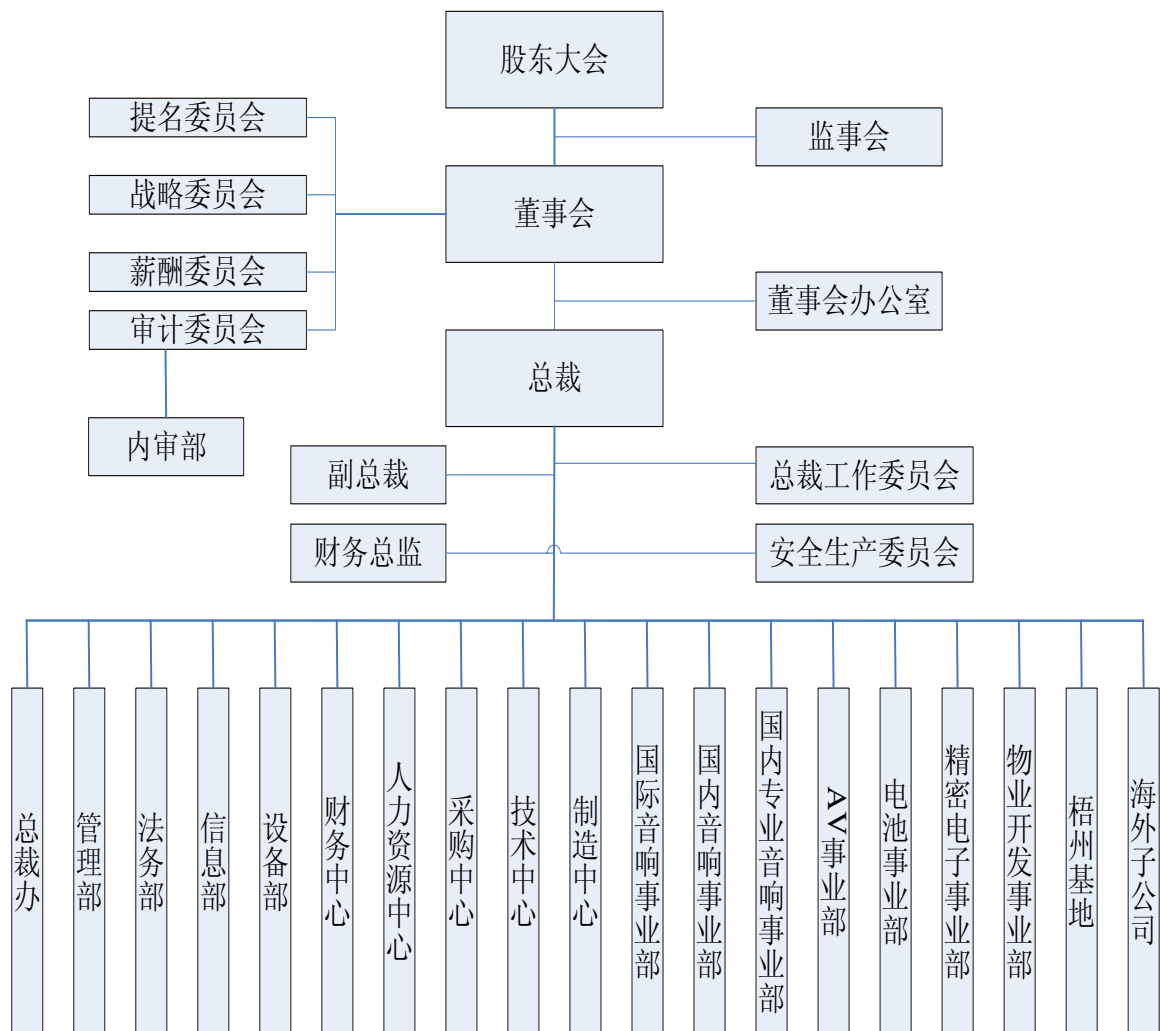 股东大会
提名委员会
监事会
战略委员会
董事会
薪酬委员会
董事会办公室
审计委员会
总裁
内审部
副总裁
总裁工作委员会
财务总监
安全生产委员会
总裁办
管理部
法务部
信息部
设备部
财务中心
人力资源中心
采购中心
技术中心
制造中心
国际音响事业部
国内音响事业部
国内专业音响事业部
AV事业部
电池事业部
精密电子事业部
物业开发事业部
梧州基地
海外子公司